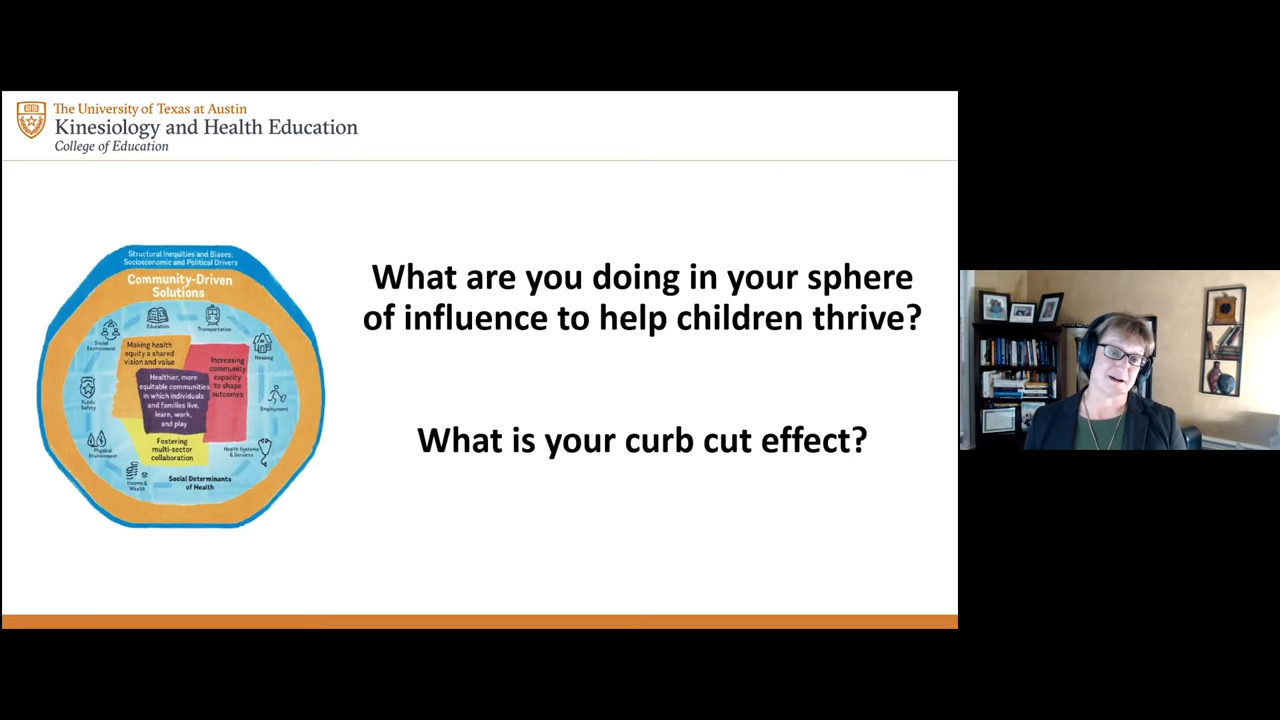 The University of Texas at Austin
Kinesiology and Health Education
College of Education
Structural Inequities and Biases,
Socioeconomic and Political Drivers
Community-Driven
Solutions
Education
Transportation
Social
Environment
Housing
Making health
equity a shared
vision and value
Increasing
community
capacity
to shape
outcomes
Healthier, more
equitable communities
in which individuals
and families live,
learn, work,
and play
Public
Safety
Employment
Physical
Environment
Fostering
multi-sector
collaboration
Health Systems
& Services
Income &
Wealth
Social Determinants
of Health
What are you doing in your sphere
of influence to help children thrive?
What is your curb cut effect?